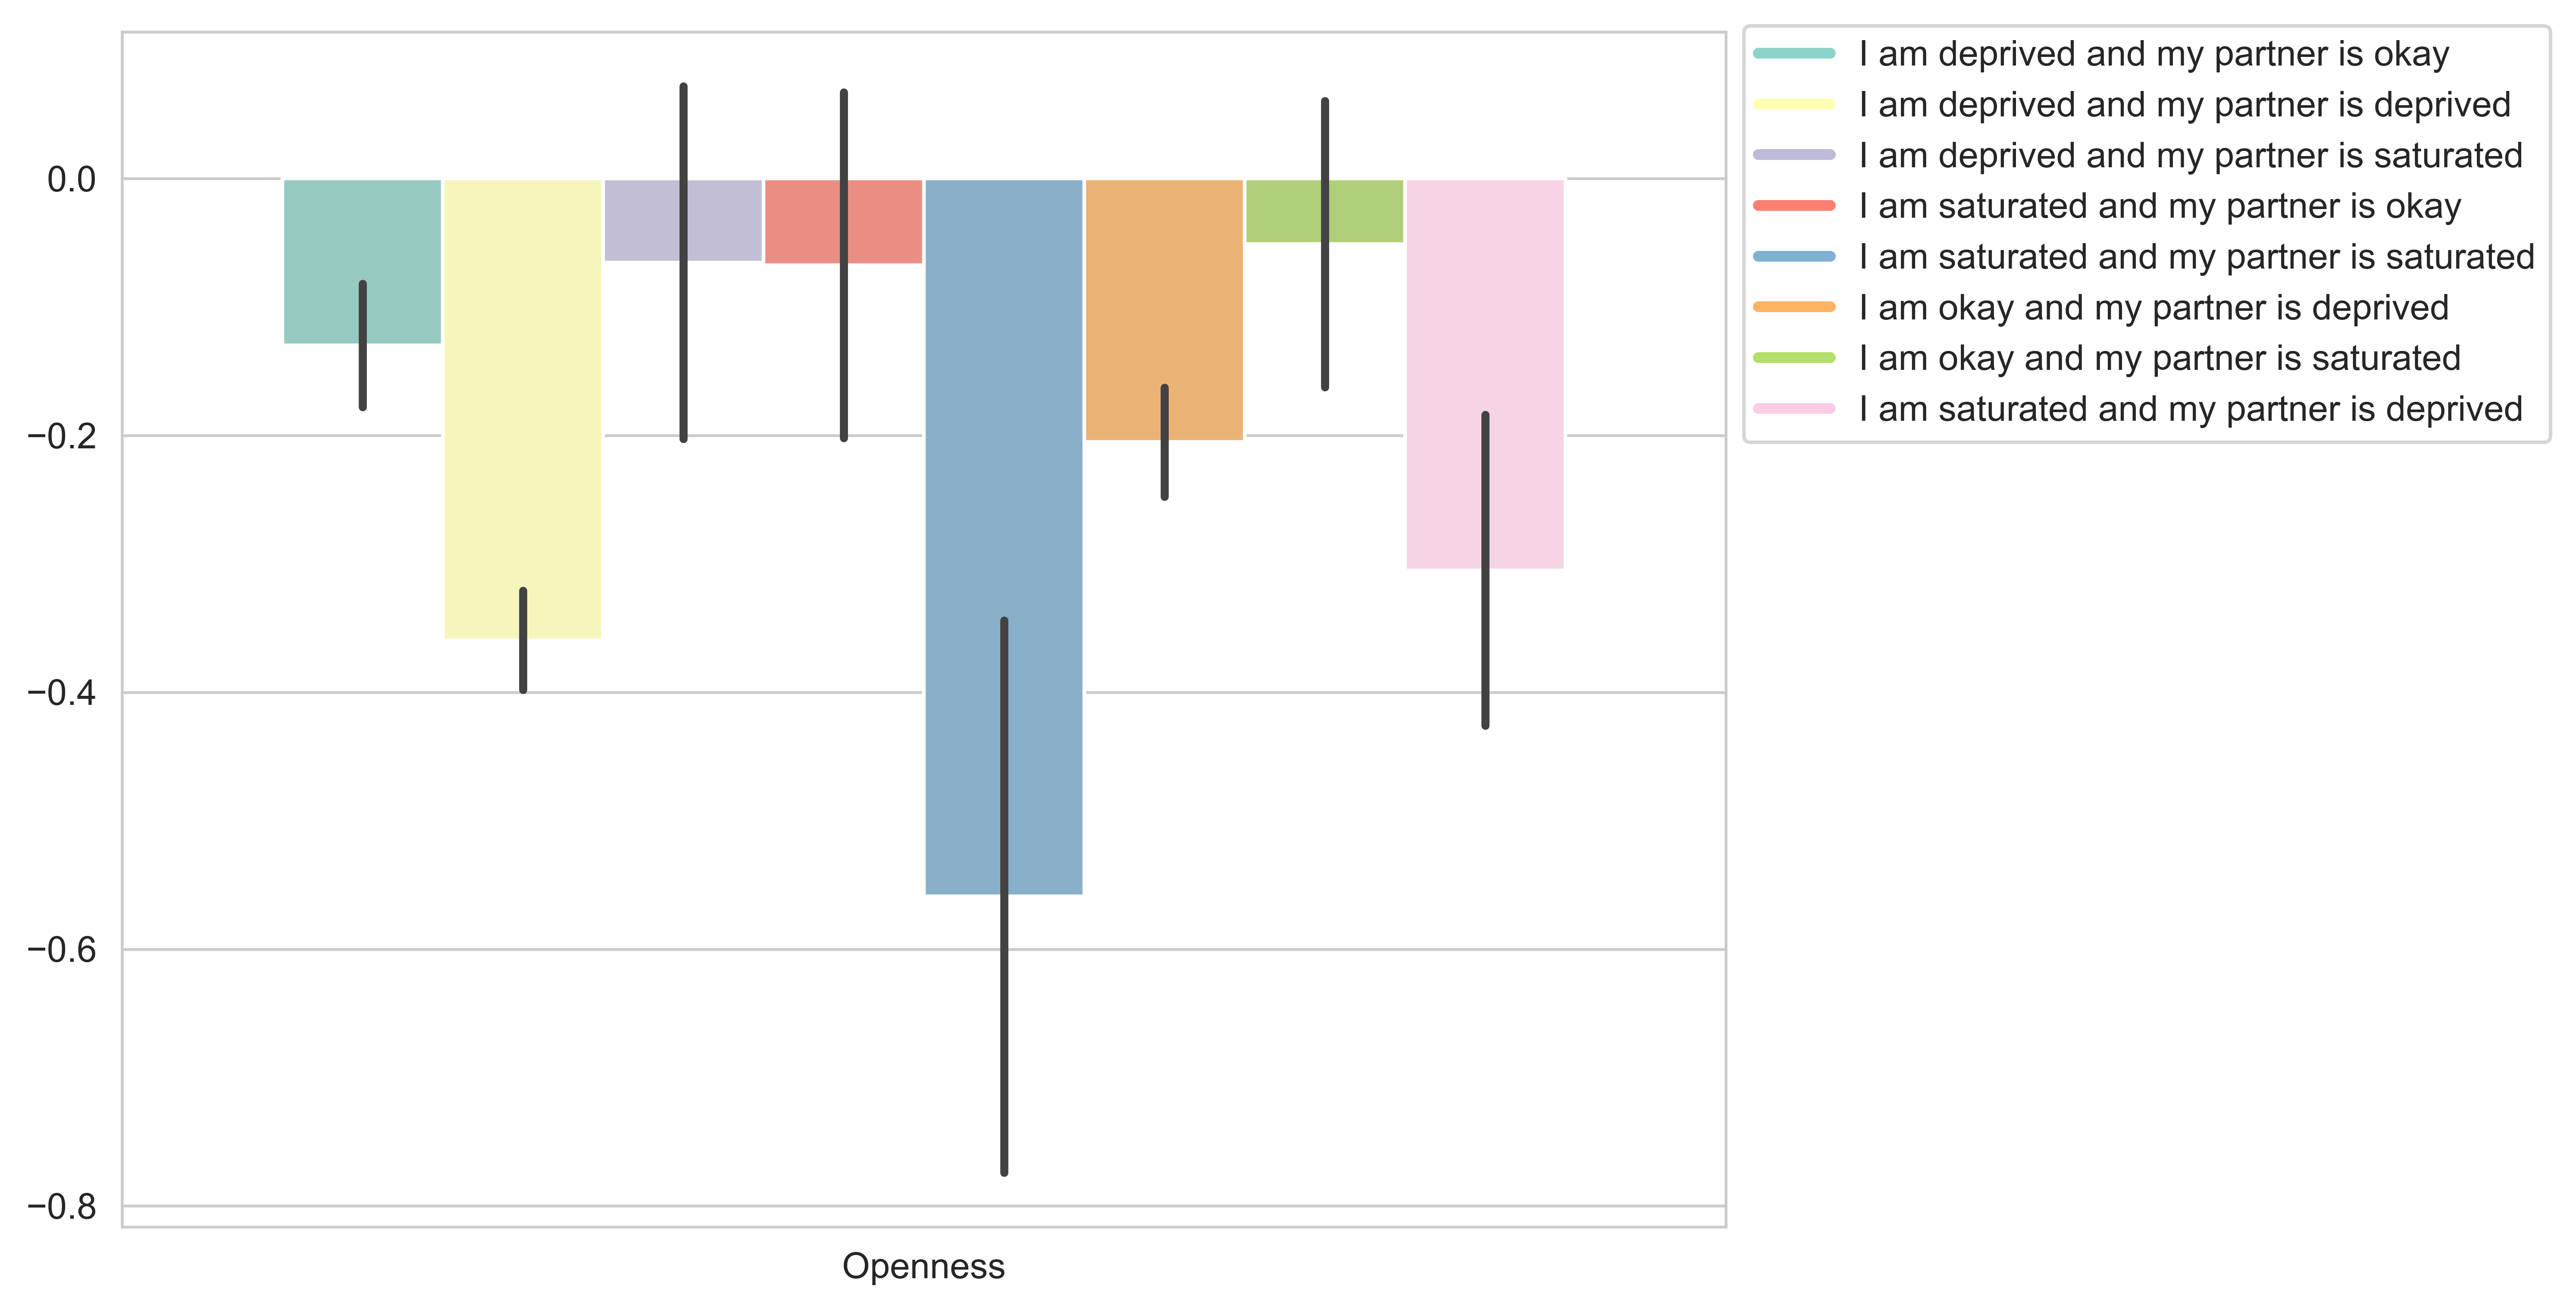 0.0
−0.2
−0.4
−0.6
−0.8
Openness
I am deprived and my partner is okay
I am deprived and my partner is deprived
I am deprived and my partner is saturated
I am saturated and my partner is okay
I am saturated and my partner is saturated
I am okay and my partner is deprived
I am okay and my partner is saturated
I am saturated and my partner is deprived